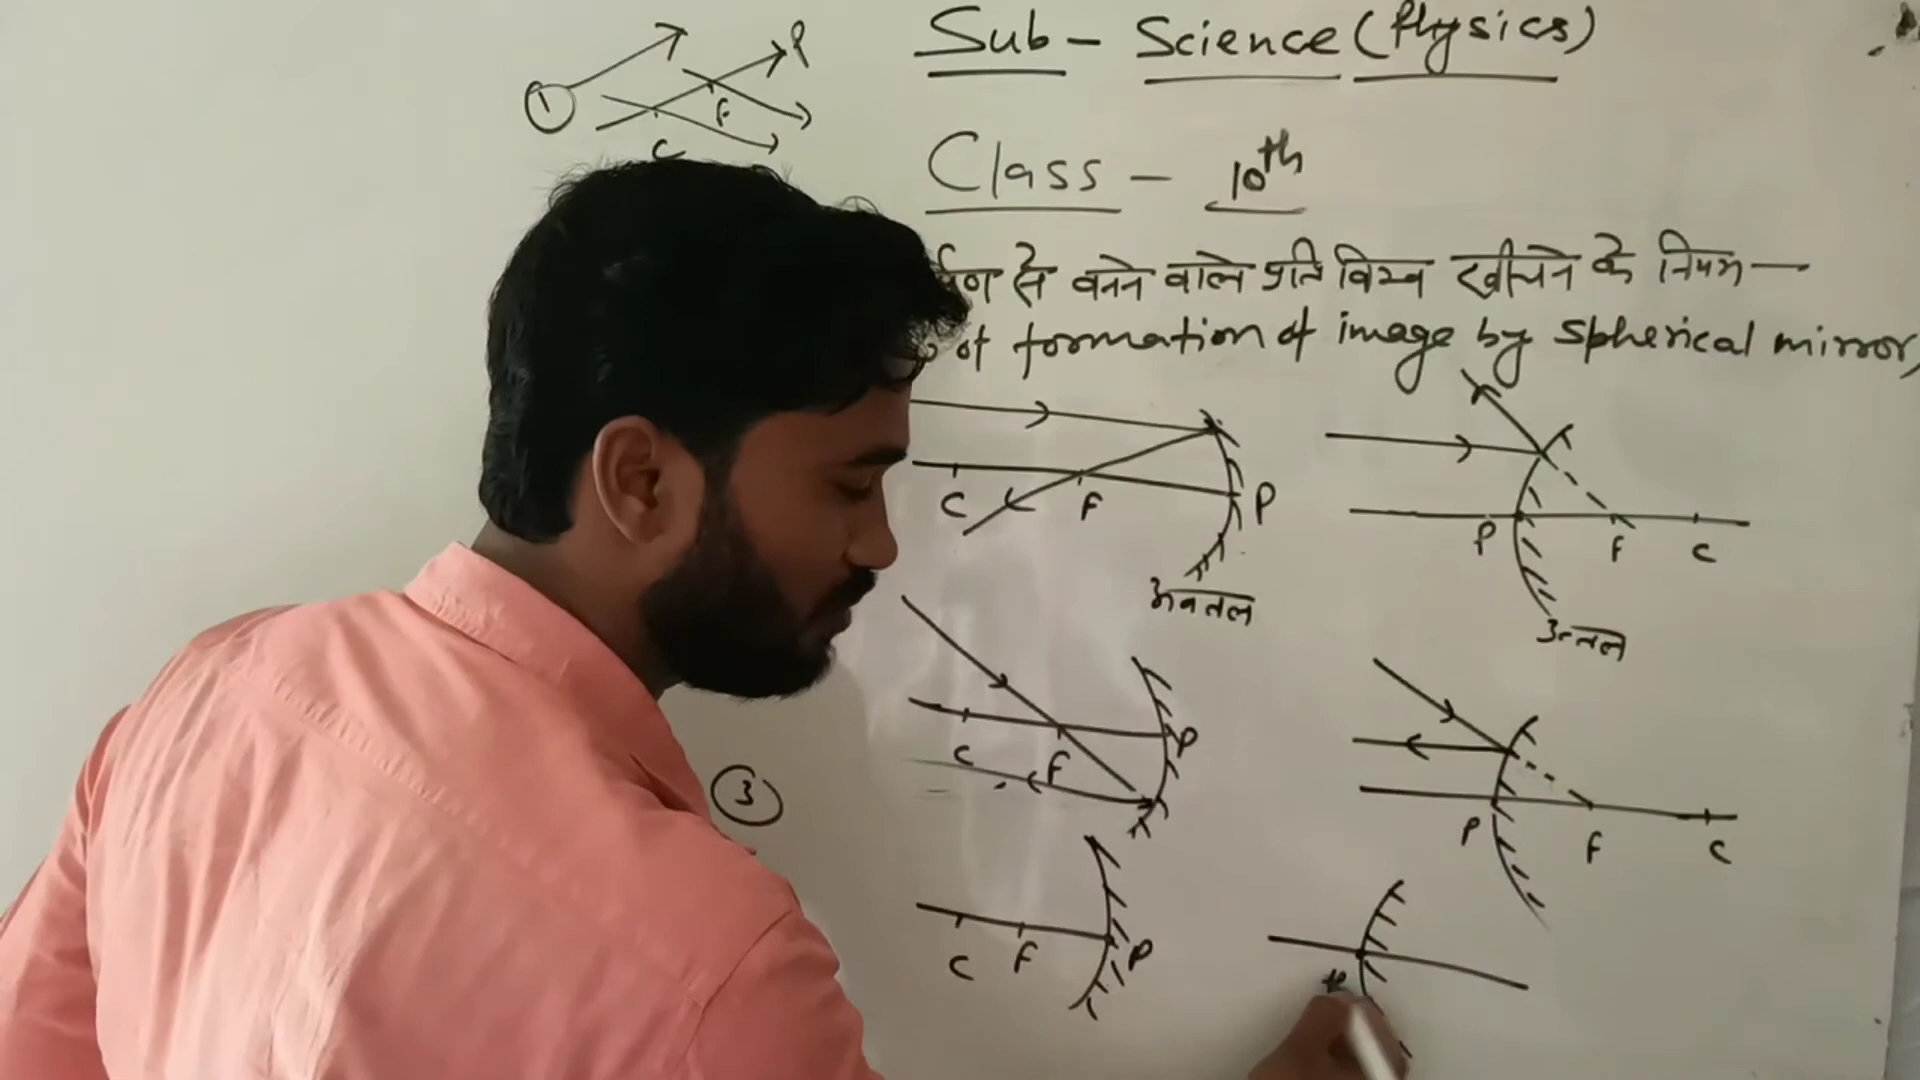 Sub - Science (Physics)
Class - 10th
से बनने वाले प्रतिविम्ब खींचने के नियम —
of formation of image by spherical mirror,
1
P
F
C
C F P
अवतल
P F C
उत्तल
3
C F P
P F C
C F P